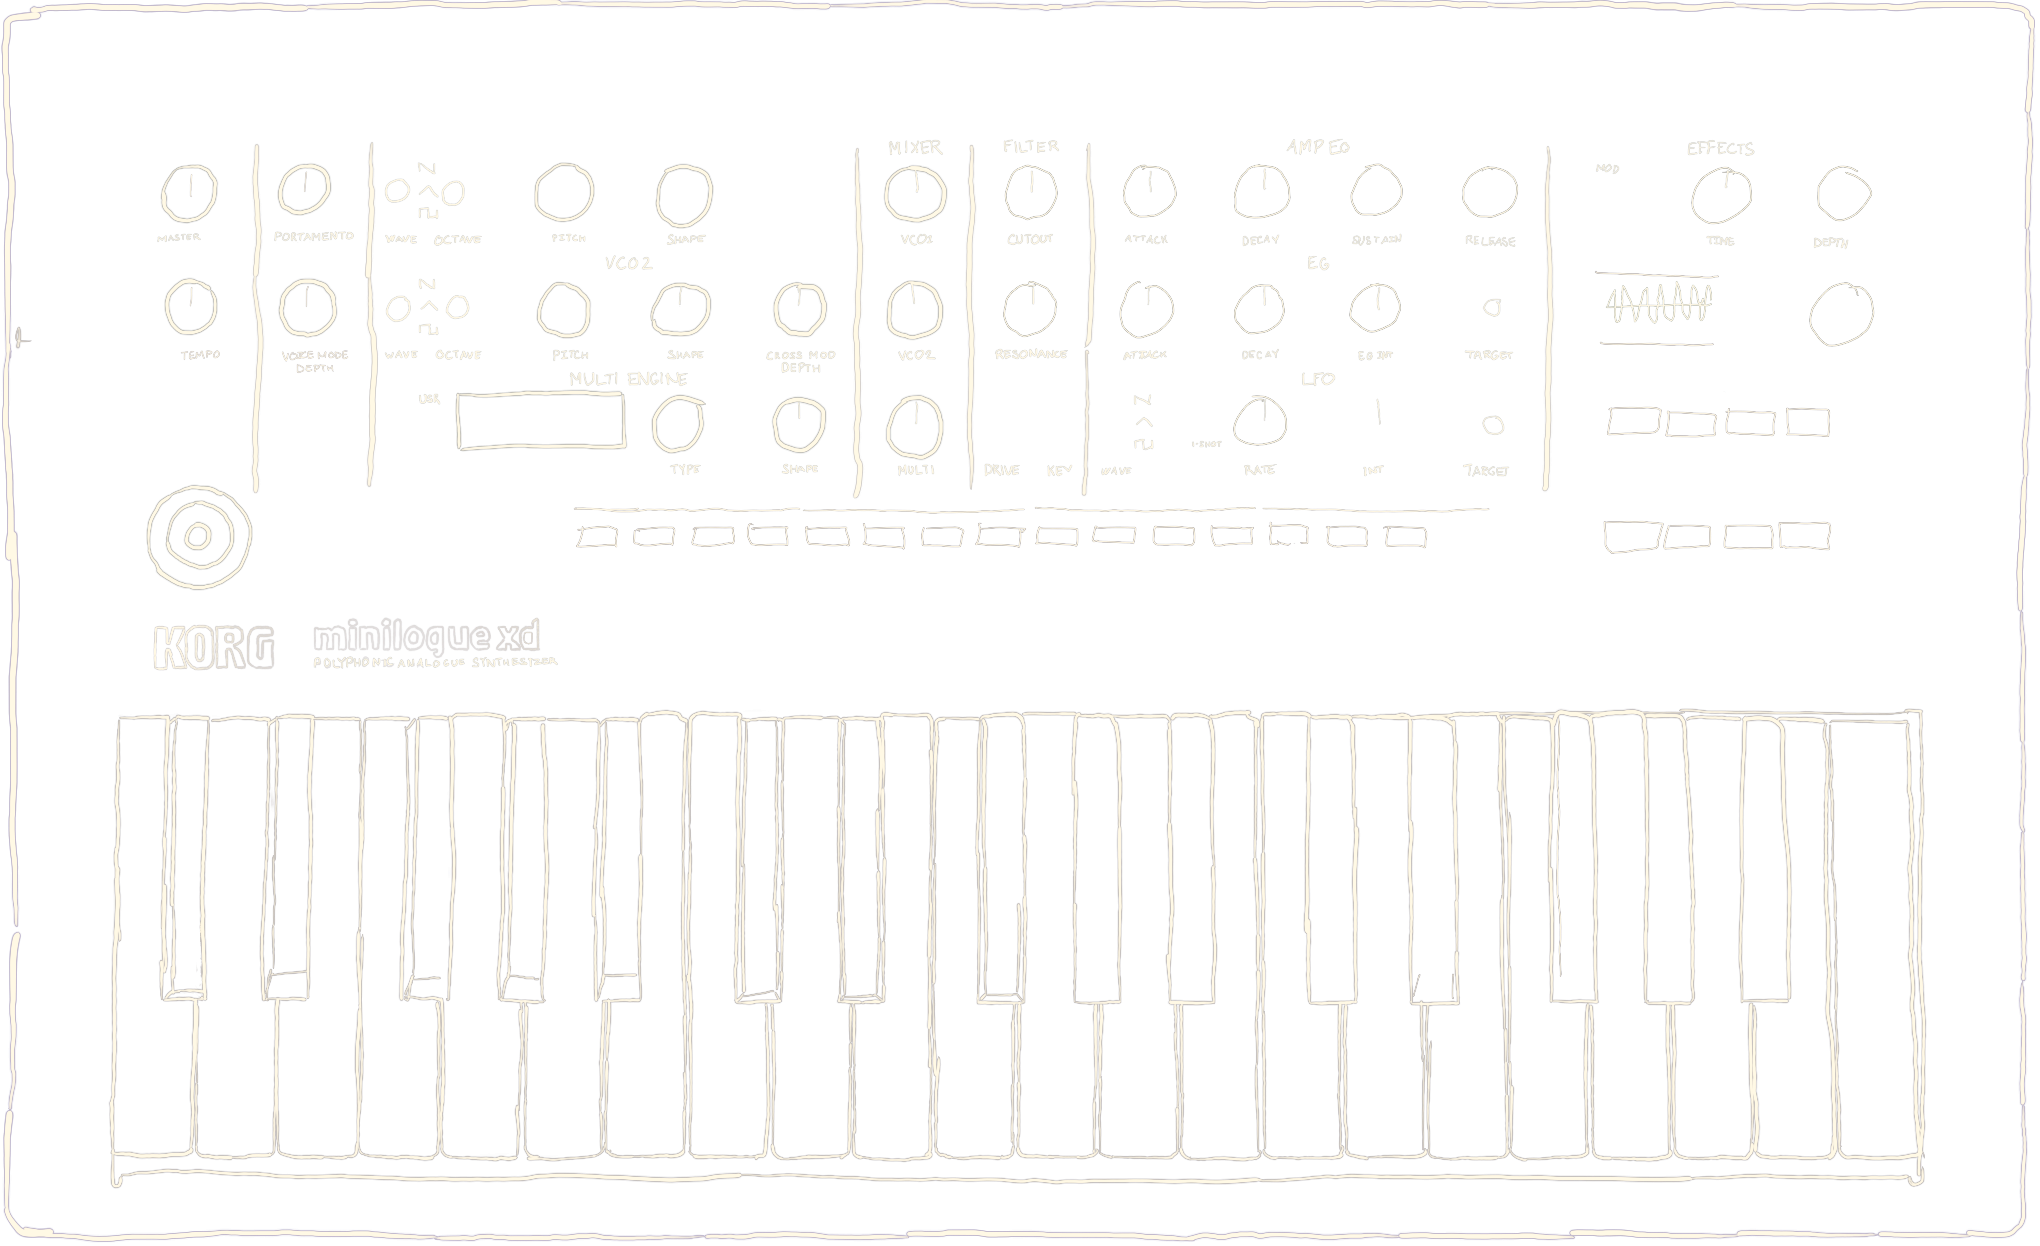 MIXER FILTER AMP EG EFFECTS
MOD
MASTER PORTAMENTO WAVE OCTAVE PITCH SHAPE VCO1 CUTOUT ATTACK DECAY SUSTAIN RELEASE TIME DEPTH
VCO2 EG
TEMPO VOICE MODE DEPTH WAVE OCTAVE PITCH SHAPE CROSS MOD DEPTH VCO2 RESONANCE ATTACK DECAY EG INT TARGET
MULTI ENGINE LFO
USR
1-SHOT
TYPE SHAPE MULTI DRIVE KEY WAVE RATE INT TARGET
KORG minilogue xd
POLYPHONIC ANALOGUE SYNTHESIZER